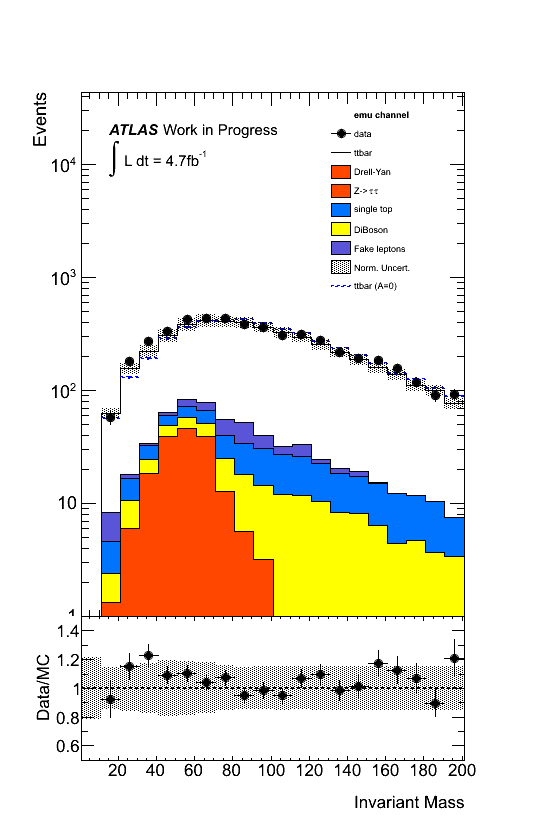 Events
ATLAS Work in Progress
∫ L dt = 4.7fb⁻¹
emu channel
data
ttbar
Drell-Yan
Z->ττ
single top
DiBoson
Fake leptons
Norm. Uncert.
ttbar (A=0)
10⁴
10³
10²
10
1
Data/MC
1.4
1.2
1
0.8
0.6
20 40 60 80 100 120 140 160 180 200
Invariant Mass